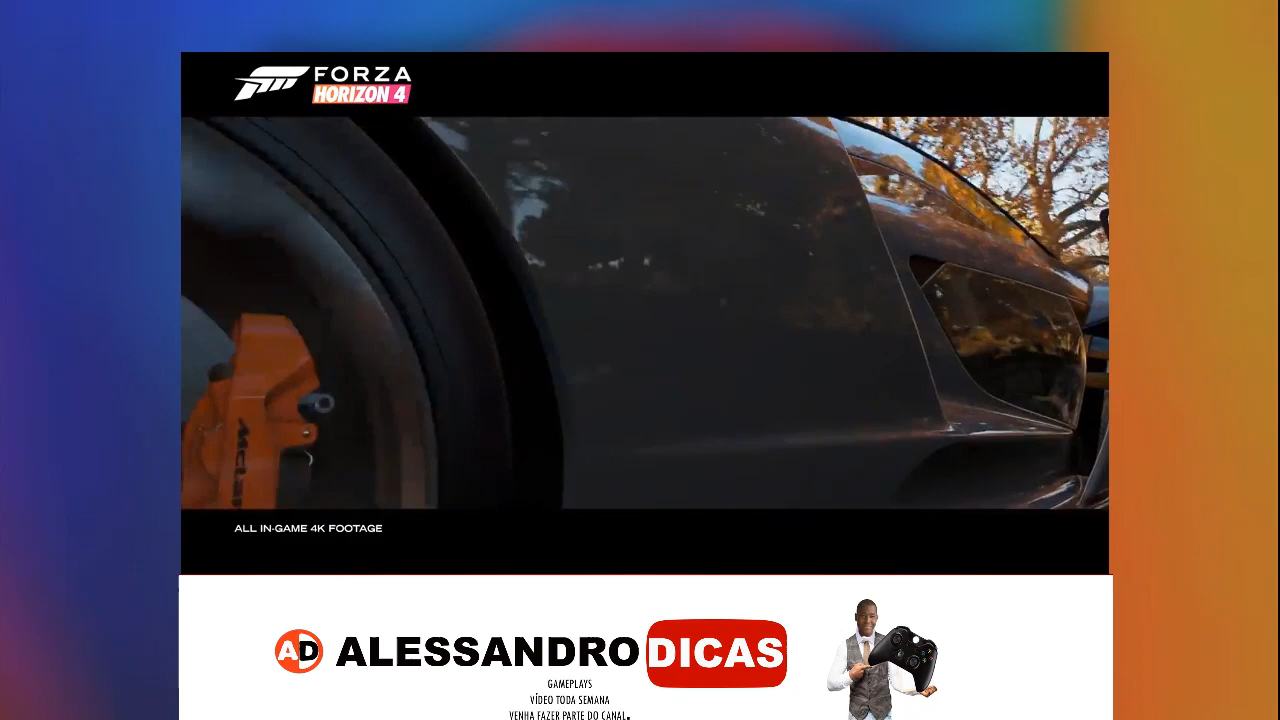 FORZA
HORIZON 4
McLaren
ALL IN-GAME 4K FOOTAGE
AD ALESSANDRO DICAS
GAMEPLAYS
VÍDEO TODA SEMANA
VENHA FAZER PARTE DO CANAL.